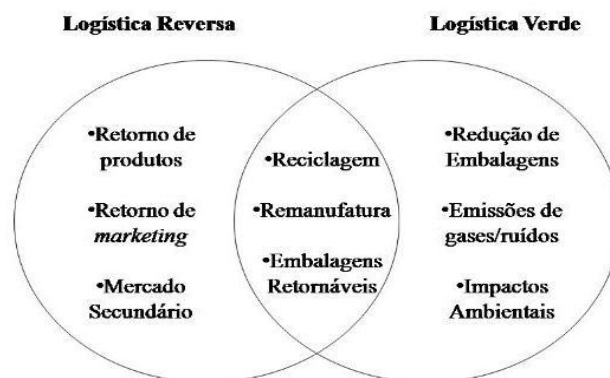 Logística Reversa
Logística Verde
•Retorno de
produtos
•Retorno de
marketing
•Mercado
Secundário
•Reciclagem
•Remanufatura
•Embalagens
Retornáveis
•Redução de
Embalagens
•Emissões de
gases/ruídos
•Impactos
Ambientais